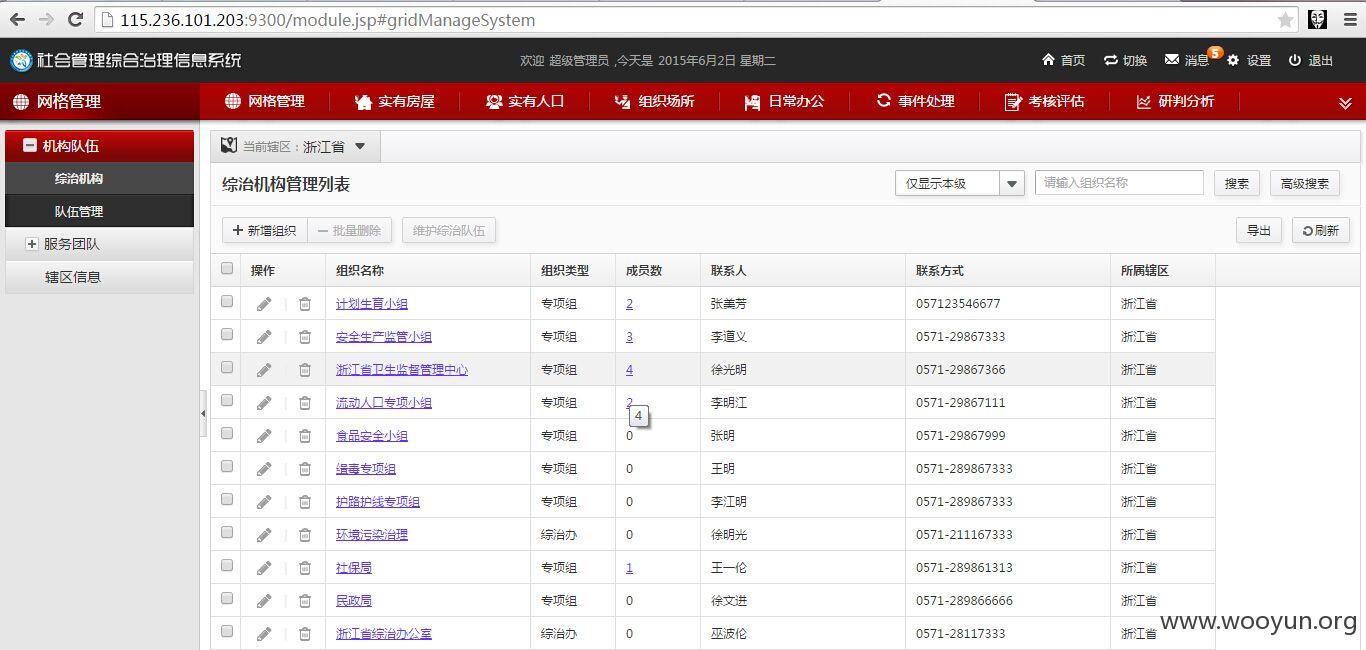 115.236.101.203:9300/module.jsp#gridManageSystem
社会管理综合治理信息系统 欢迎 超级管理员 ,今天是 2015年6月2日 星期二 首页 切换 消息 5 设置 退出
网格管理 网格管理 实有房屋 实有人口 组织场所 日常办公 事件处理 考核评估 研判分析
机构队伍
综治机构
队伍管理
服务团队
辖区信息
当前辖区 : 浙江省
综治机构管理列表 仅显示本级 请输入组织名称 搜索 高级搜索
新增组织 批量删除 维护综治队伍 导出 刷新
操作 组织名称 组织类型 成员数 联系人 联系方式 所属辖区
计划生育小组 专项组 2 张美芳 057123546677 浙江省
安全生产监管小组 专项组 3 李道义 0571-29867333 浙江省
浙江省卫生监督管理中心 专项组 4 徐光明 0571-29867366 浙江省
流动人口专项小组 专项组 2 李明江 0571-29867111 浙江省
4
食品安全小组 专项组 0 张明 0571-29867999 浙江省
缉毒专项组 专项组 0 王明 0571-289867333 浙江省
护路护线专项组 专项组 0 李江明 0571-289867333 浙江省
环境污染治理 综治办 0 徐明光 0571-211167333 浙江省
社保局 专项组 1 王一伦 0571-289861313 浙江省
民政局 专项组 0 徐文进 0571-289866666 浙江省
浙江省综治办公室 综治办 0 巫波伦 0571-28117333 浙江省
www.wooyun.org